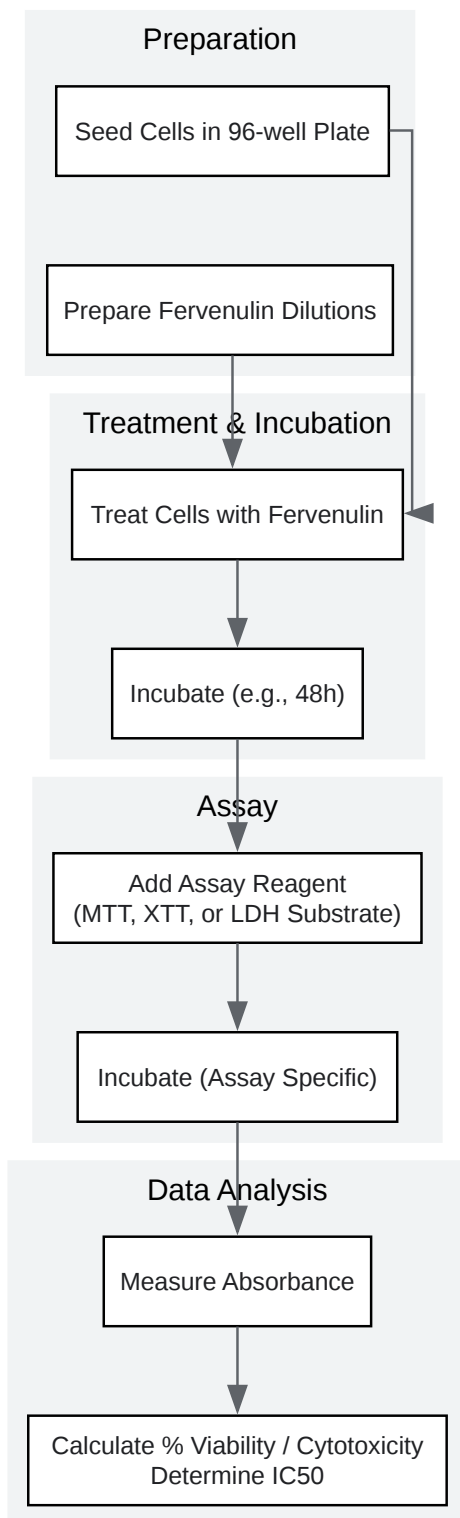 Preparation
Seed Cells in 96-well Plate
Prepare Fervenulin Dilutions
Treatment & Incubation
Treat Cells with Fervenulin
Incubate (e.g., 48h)
Assay
Add Assay Reagent
(MTT, XTT, or LDH Substrate)
Incubate (Assay Specific)
Data Analysis
Measure Absorbance
Calculate % Viability / Cytotoxicity
Determine IC50